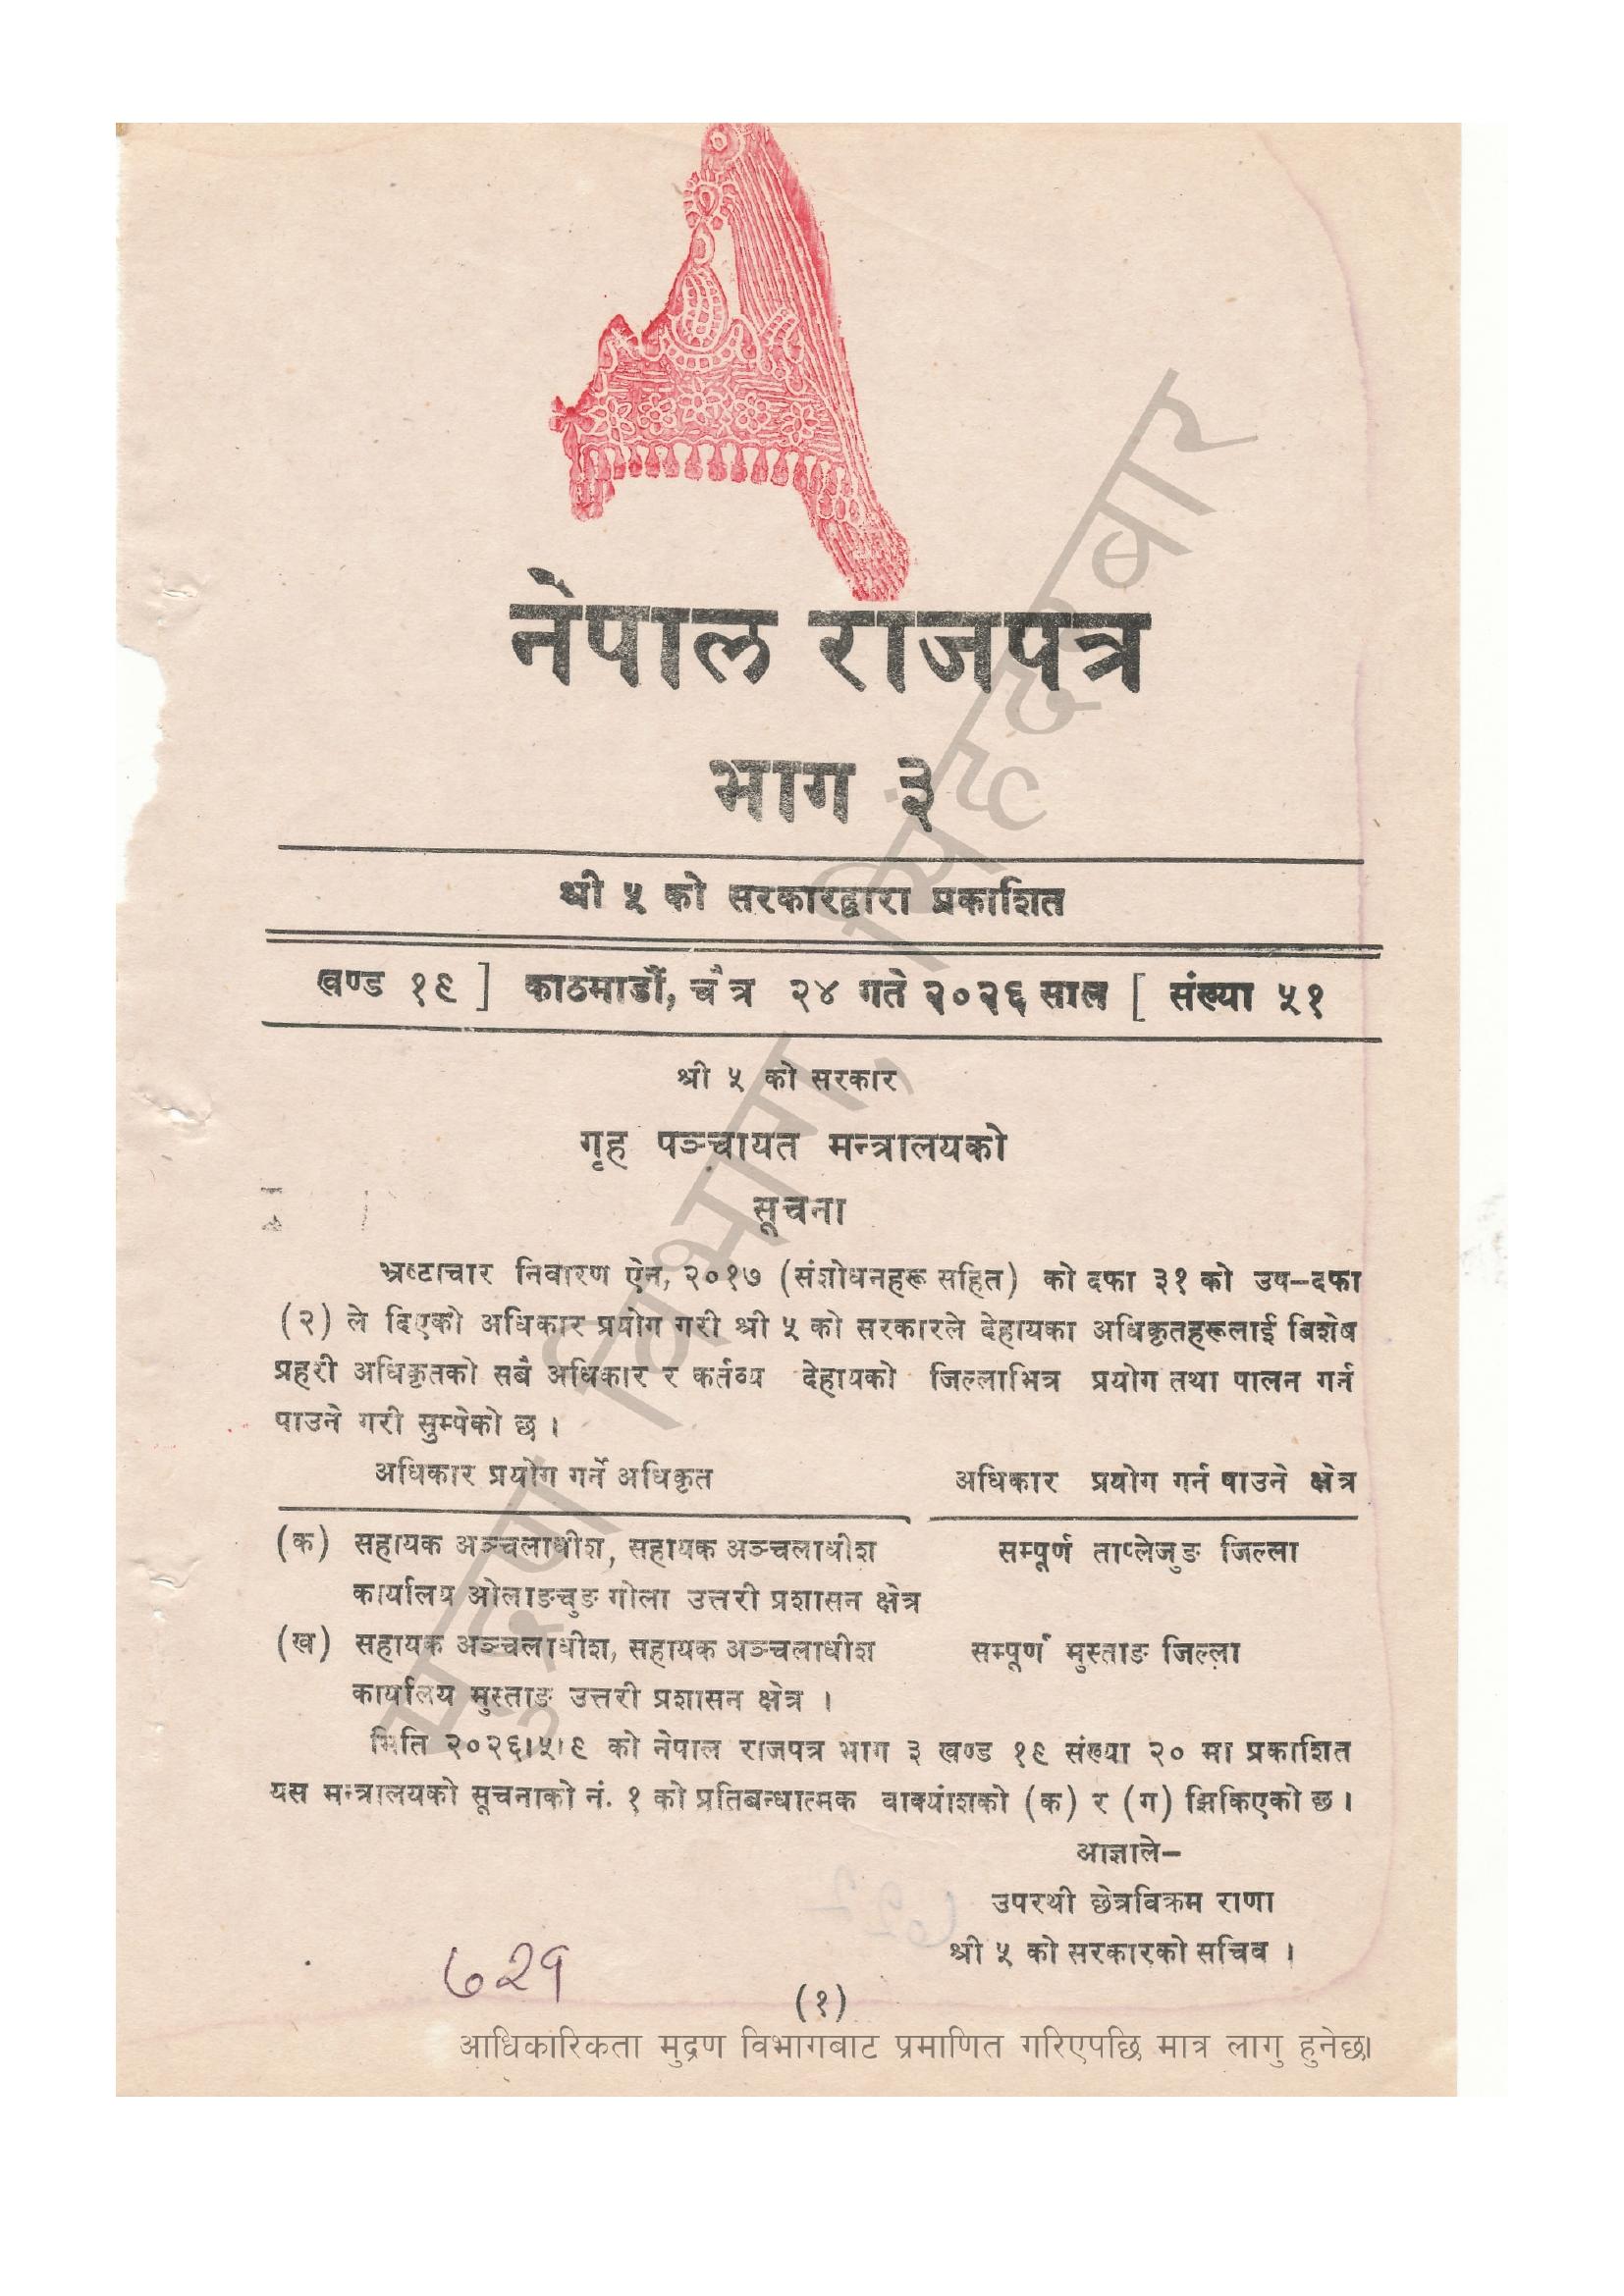 नेपाल राजपत्र
भाग ३
श्री ५ को सरकारद्वारा प्रकाशित
खण्ड १९ ] काठमाडौं, चैत्र २४ गते २०२६ साल [ संख्या ५१
श्री ५ को सरकार
गृह पञ्चायत मन्त्रालयको
सूचना
भ्रष्टाचार निवारण ऐन, २०१७ (संशोधनहरू सहित) को दफा ३१ को उप–दफा
(२) ले दिएको अधिकार प्रयोग गरी श्री ५ को सरकारले देहायका अधिकृतहरूलाई बिशेष
प्रहरी अधिकृतको सबै अधिकार र कर्तव्य देहायको जिल्लाभित्र प्रयोग तथा पालन गर्न
पाउने गरी सुम्पेको छ ।
अधिकार प्रयोग गर्ने अधिकृत अधिकार प्रयोग गर्न पाउने क्षेत्र
(क) सहायक अञ्चलाधीश, सहायक अञ्चलाधीश सम्पूर्ण ताप्लेजुङ जिल्ला
कार्यालय ओलाङचुङ गोला उत्तरी प्रशासन क्षेत्र
(ख) सहायक अञ्चलाधीश, सहायक अञ्चलाधीश सम्पूर्ण मुस्ताङ जिल्ला
कार्यालय मुस्ताङ उत्तरी प्रशासन क्षेत्र ।
मिति २०२६।५।९ को नेपाल राजपत्र भाग ३ खण्ड १९ संख्या २० मा प्रकाशित
यस मन्त्रालयको सूचनाको नं. १ को प्रतिबन्धात्मक वाक्यांशको (क) र (ग) झिकिएको छ ।
आज्ञाले–
उपरथी छेत्रविक्रम राणा
श्री ५ को सरकारको सचिव ।
७२१
(१)
आधिकारिकता मुद्रण विभागबाट प्रमाणित गरिएपछि मात्र लागु हुनेछ।
मुद्रण विभाग, सिंहदरवार